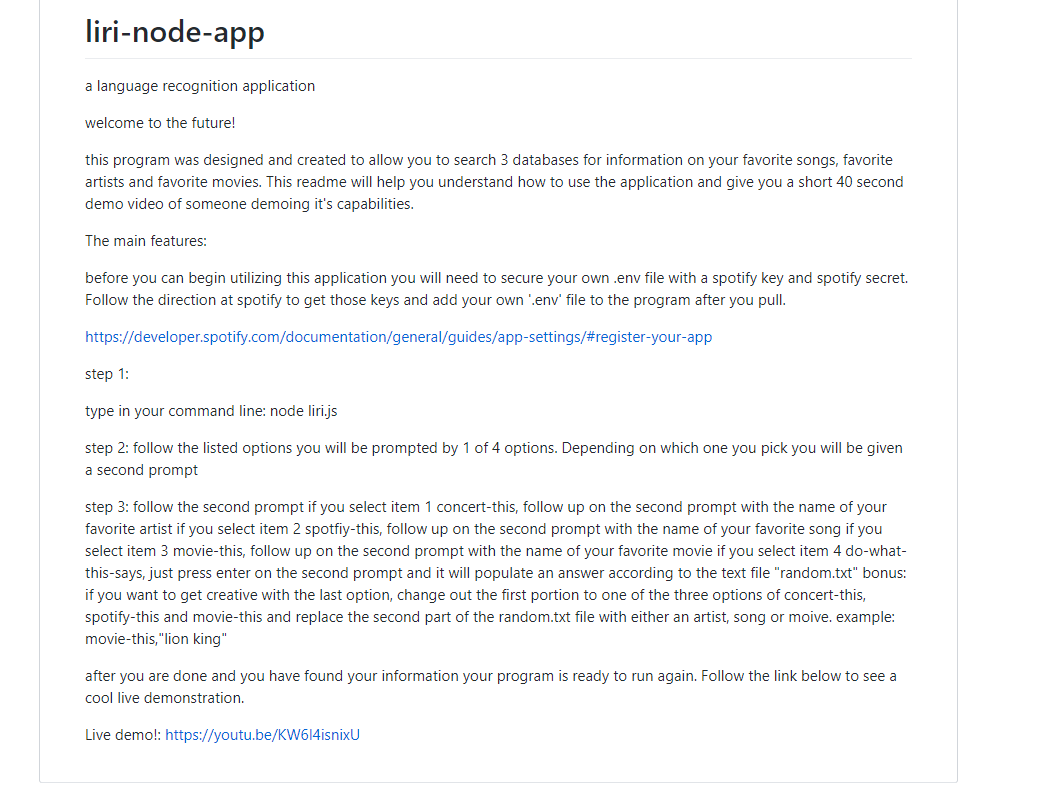 liri-node-app
a language recognition application
welcome to the future!
this program was designed and created to allow you to search 3 databases for information on your favorite songs, favorite
artists and favorite movies. This readme will help you understand how to use the application and give you a short 40 second
demo video of someone demoing it's capabilities.
The main features:
before you can begin utilizing this application you will need to secure your own .env file with a spotify key and spotify secret.
Follow the direction at spotify to get those keys and add your own '.env' file to the program after you pull.
https://developer.spotify.com/documentation/general/guides/app-settings/#register-your-app
step 1:
type in your command line: node liri.js
step 2: follow the listed options you will be prompted by 1 of 4 options. Depending on which one you pick you will be given
a second prompt
step 3: follow the second prompt if you select item 1 concert-this, follow up on the second prompt with the name of your
favorite artist if you select item 2 spotfiy-this, follow up on the second prompt with the name of your favorite song if you
select item 3 movie-this, follow up on the second prompt with the name of your favorite movie if you select item 4 do-what-
this-says, just press enter on the second prompt and it will populate an answer according to the text file "random.txt" bonus:
if you want to get creative with the last option, change out the first portion to one of the three options of concert-this,
spotify-this and movie-this and replace the second part of the random.txt file with either an artist, song or moive. example:
movie-this,"lion king"
after you are done and you have found your information your program is ready to run again. Follow the link below to see a
cool live demonstration.
Live demo!: https://youtu.be/KW6I4isnixU